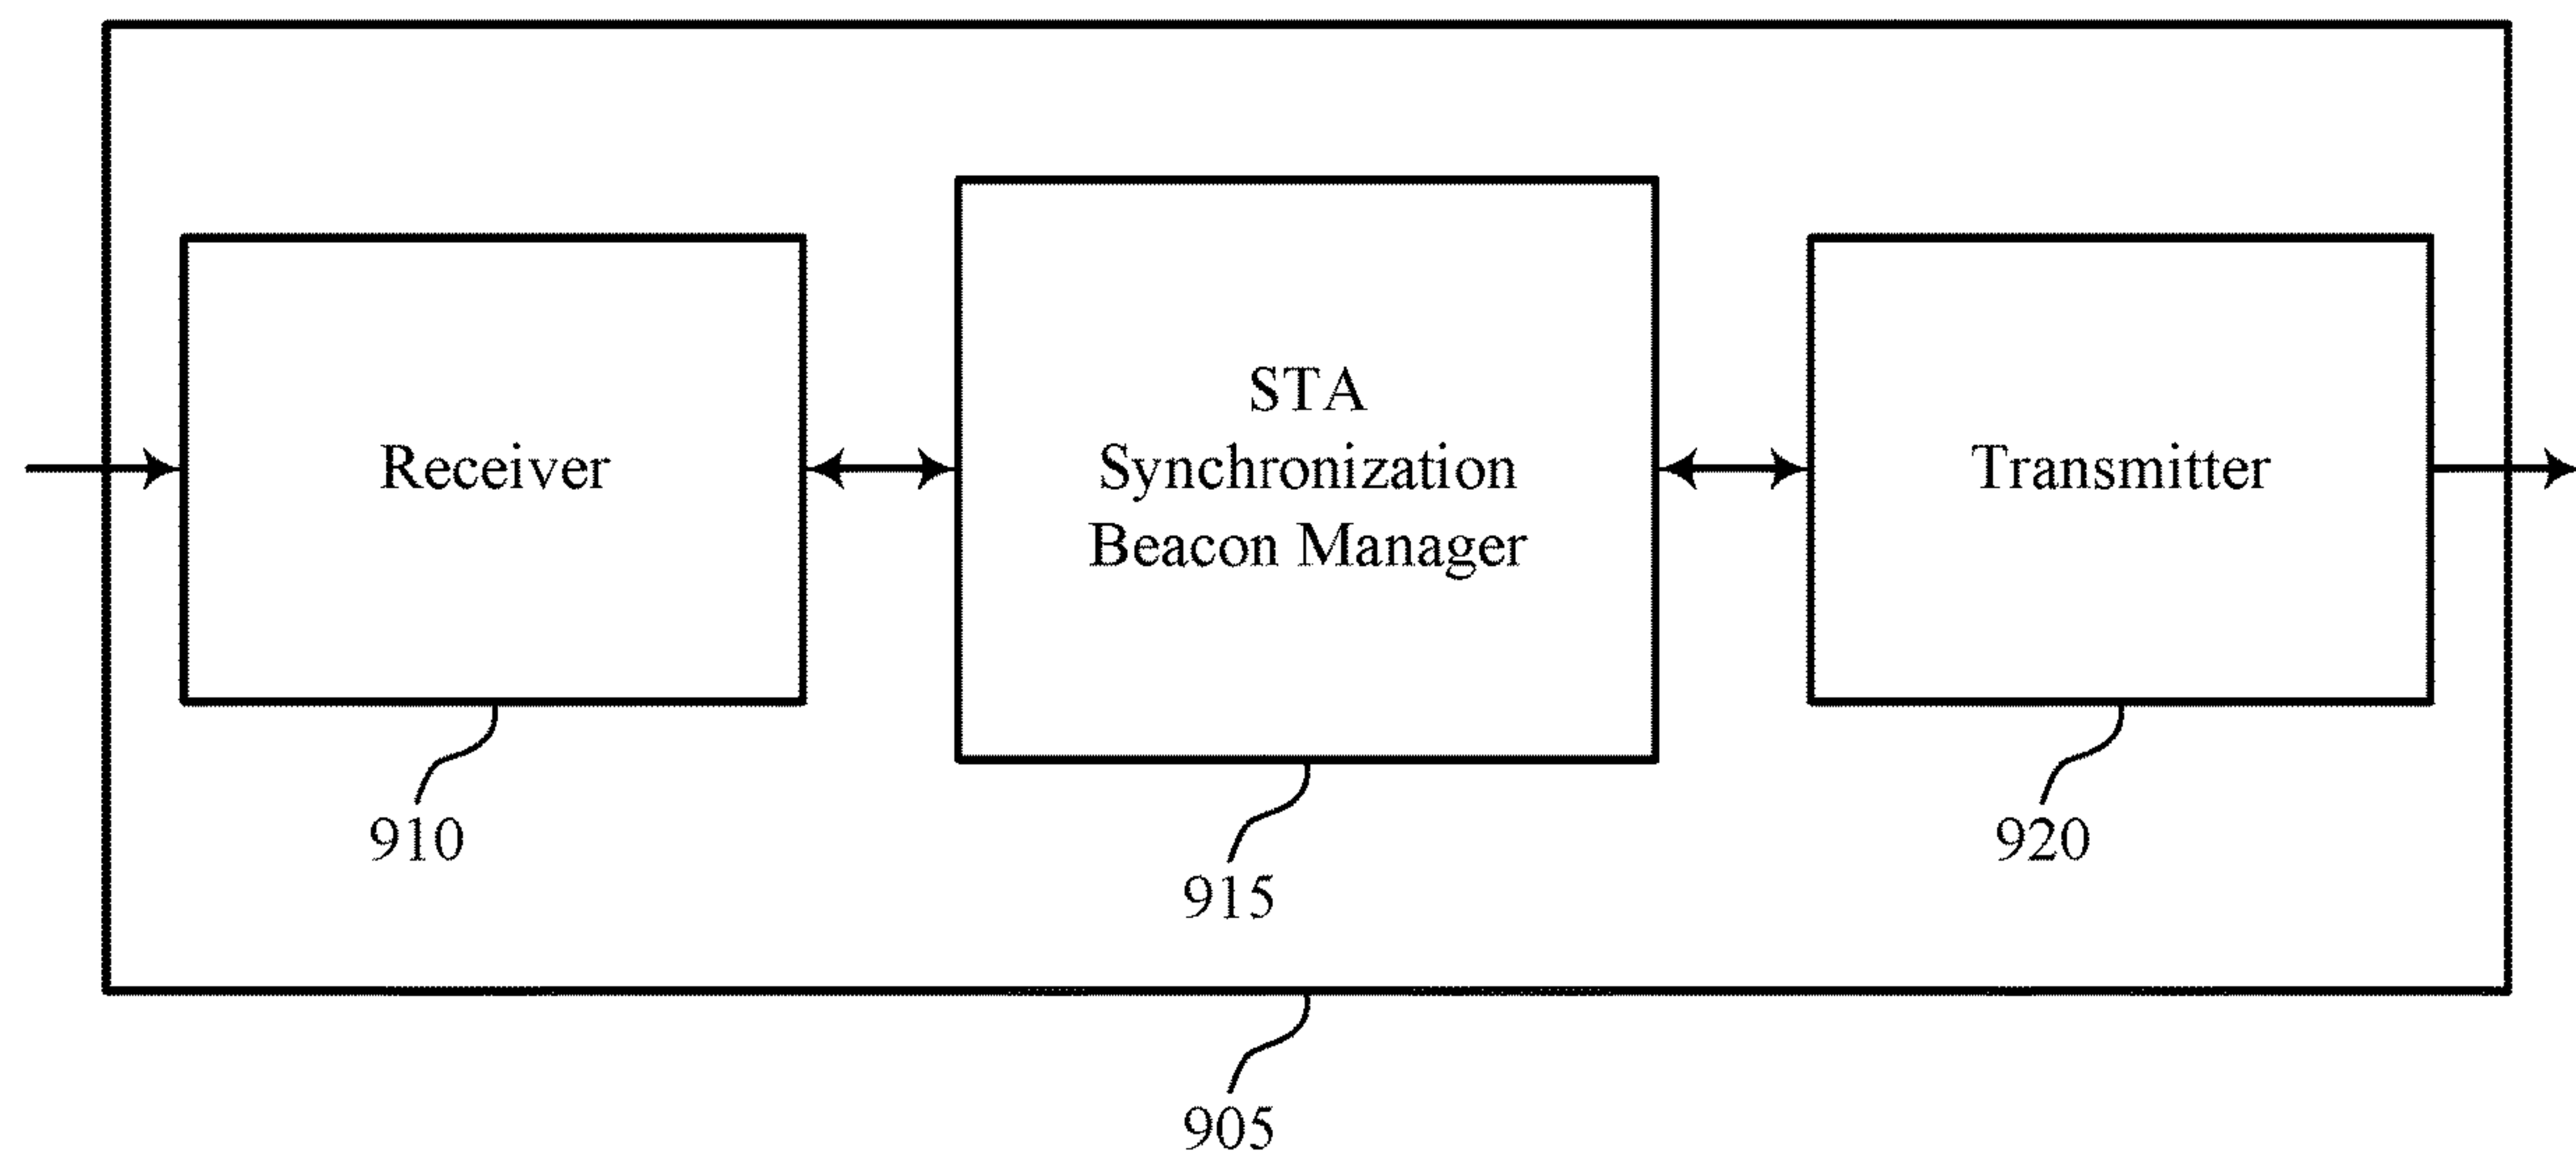 Receiver
STA
Synchronization
Beacon Manager
Transmitter
910
915
920
905